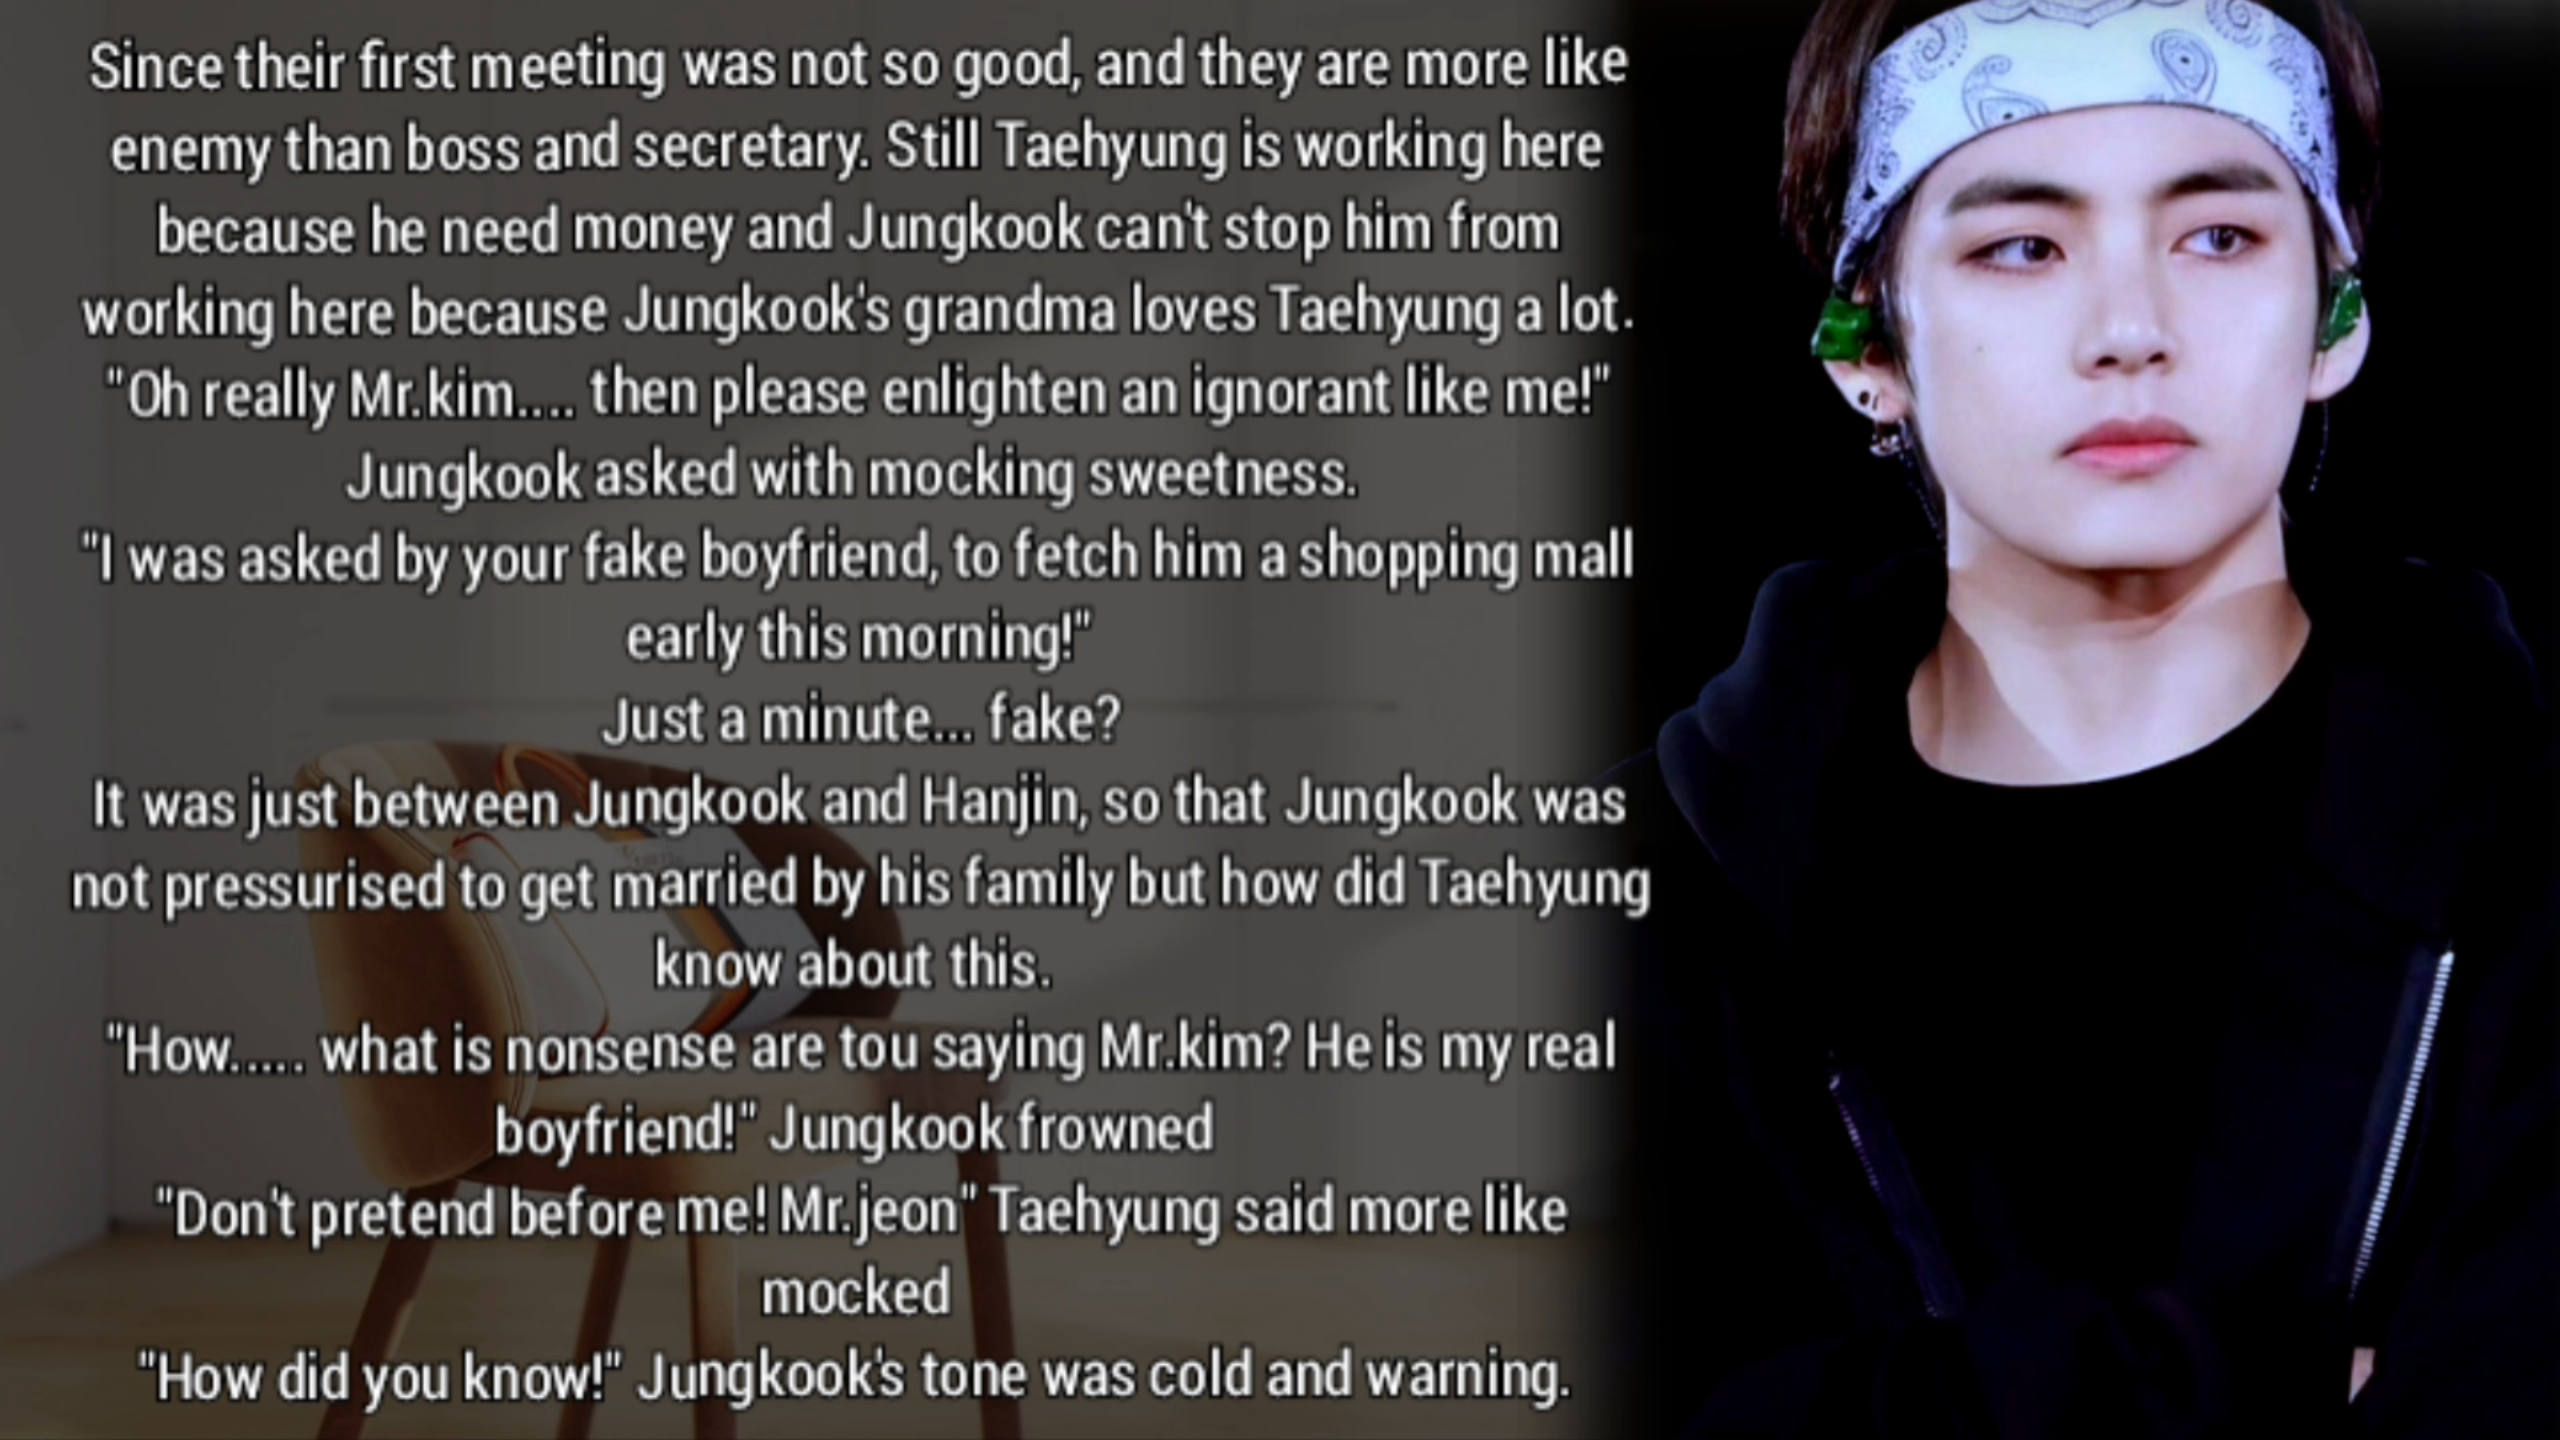 Since their first meeting was not so good, and they are more like
enemy than boss and secretary. Still Taehyung is working here
because he need money and Jungkook can't stop him from
working here because Jungkook's grandma loves Taehyung a lot.
"Oh really Mr.kim.... then please enlighten an ignorant like me!"
Jungkook asked with mocking sweetness.
"I was asked by your fake boyfriend, to fetch him a shopping mall
early this morning!"
Just a minute... fake?
It was just between Jungkook and Hanjin, so that Jungkook was
not pressurised to get married by his family but how did Taehyung
know about this.
"How..... what is nonsense are tou saying Mr.kim? He is my real
boyfriend!" Jungkook frowned
"Don't pretend before me! Mr.jeon" Taehyung said more like
mocked
"How did you know!" Jungkook's tone was cold and warning.